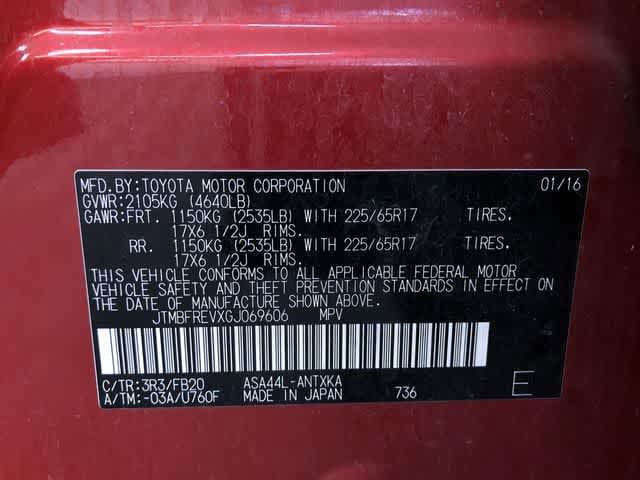 MFD.BY:TOYOTA MOTOR CORPORATION 01/16
GVWR:2105KG (4640LB)
GAWR:FRT. 1150KG (2535LB) WITH 225/65R17 TIRES.
17X6 1/2J RIMS.
RR. 1150KG (2535LB) WITH 225/65R17 TIRES.
17X6 1/2J RIMS.
THIS VEHICLE CONFORMS TO ALL APPLICABLE FEDERAL MOTOR
VEHICLE SAFETY AND THEFT PREVENTION STANDARDS IN EFFECT ON
THE DATE OF MANUFACTURE SHOWN ABOVE.
JTMBFREVXGJ069606 MPV
C/TR:3R3/FB20 ASA44L-ANTXKA
A/TM:-03A/U760F MADE IN JAPAN 736 E